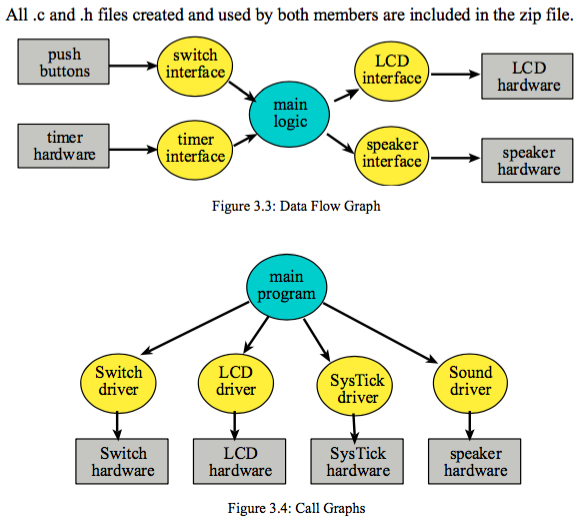 All .c and .h files created and used by both members are included in the zip file.
push
buttons
switch
interface
LCD
interface
LCD
hardware
main
logic
timer
hardware
timer
interface
speaker
interface
speaker
hardware
Figure 3.3: Data Flow Graph
main
program
Switch
driver
LCD
driver
SysTick
driver
Sound
driver
Switch
hardware
LCD
hardware
SysTick
hardware
speaker
hardware
Figure 3.4: Call Graphs